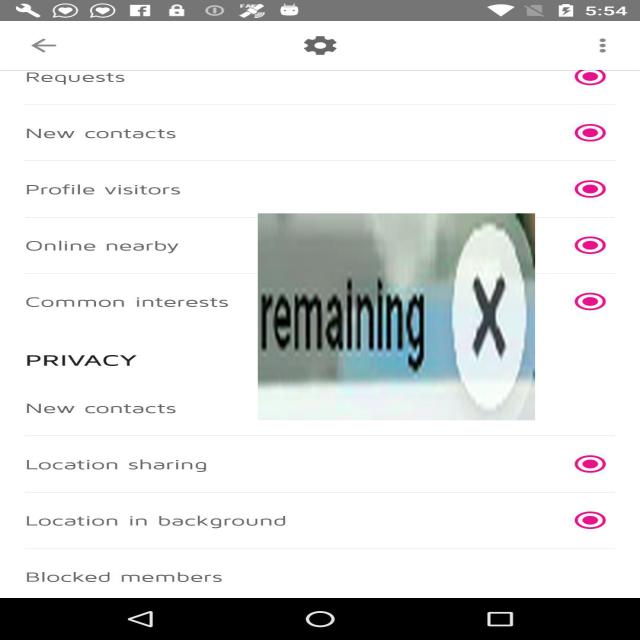 5:54
Requests
New contacts
Profile visitors
Online nearby
Common interests
remaining X
PRIVACY
New contacts
Location sharing
Location in background
Blocked members